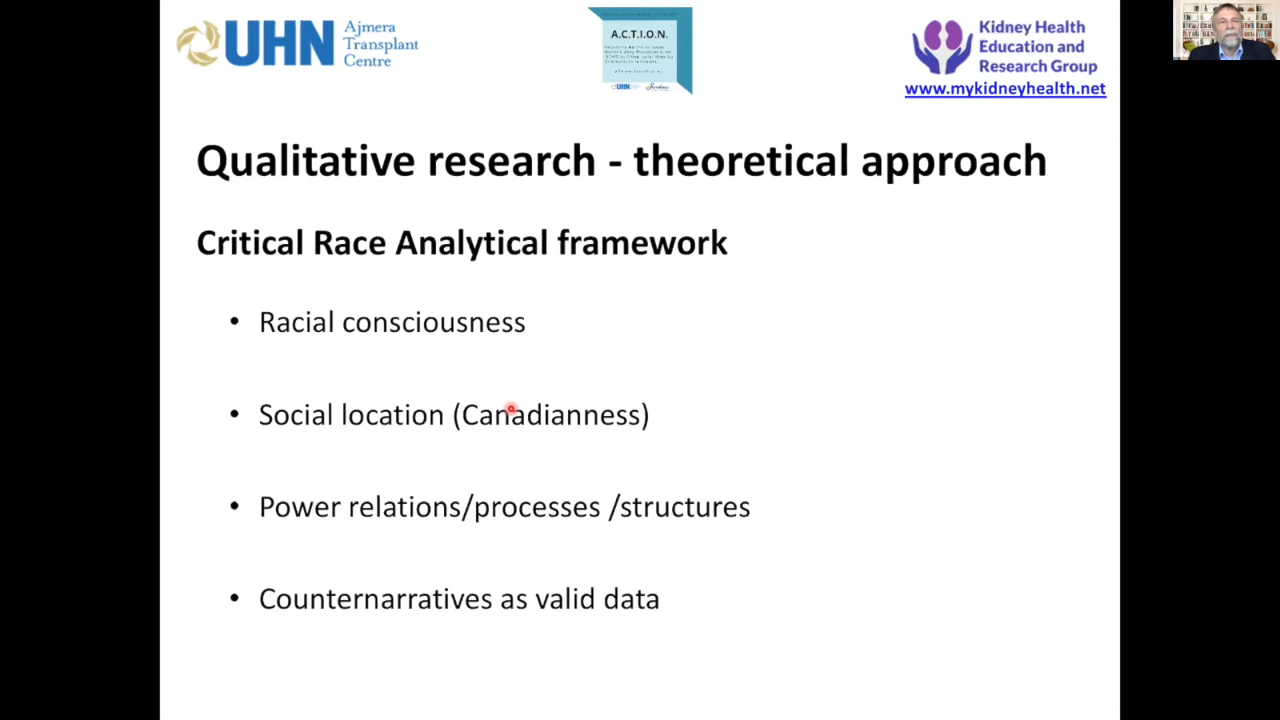 UHN
Ajmera
Transplant
Centre
A.C.T.I.O.N.
UHN
Kidney Health
Education and
Research Group
www.mykidneyhealth.net
Qualitative research - theoretical approach
Critical Race Analytical framework
• Racial consciousness
• Social location (Canadianness)
• Power relations/processes /structures
• Counternarratives as valid data